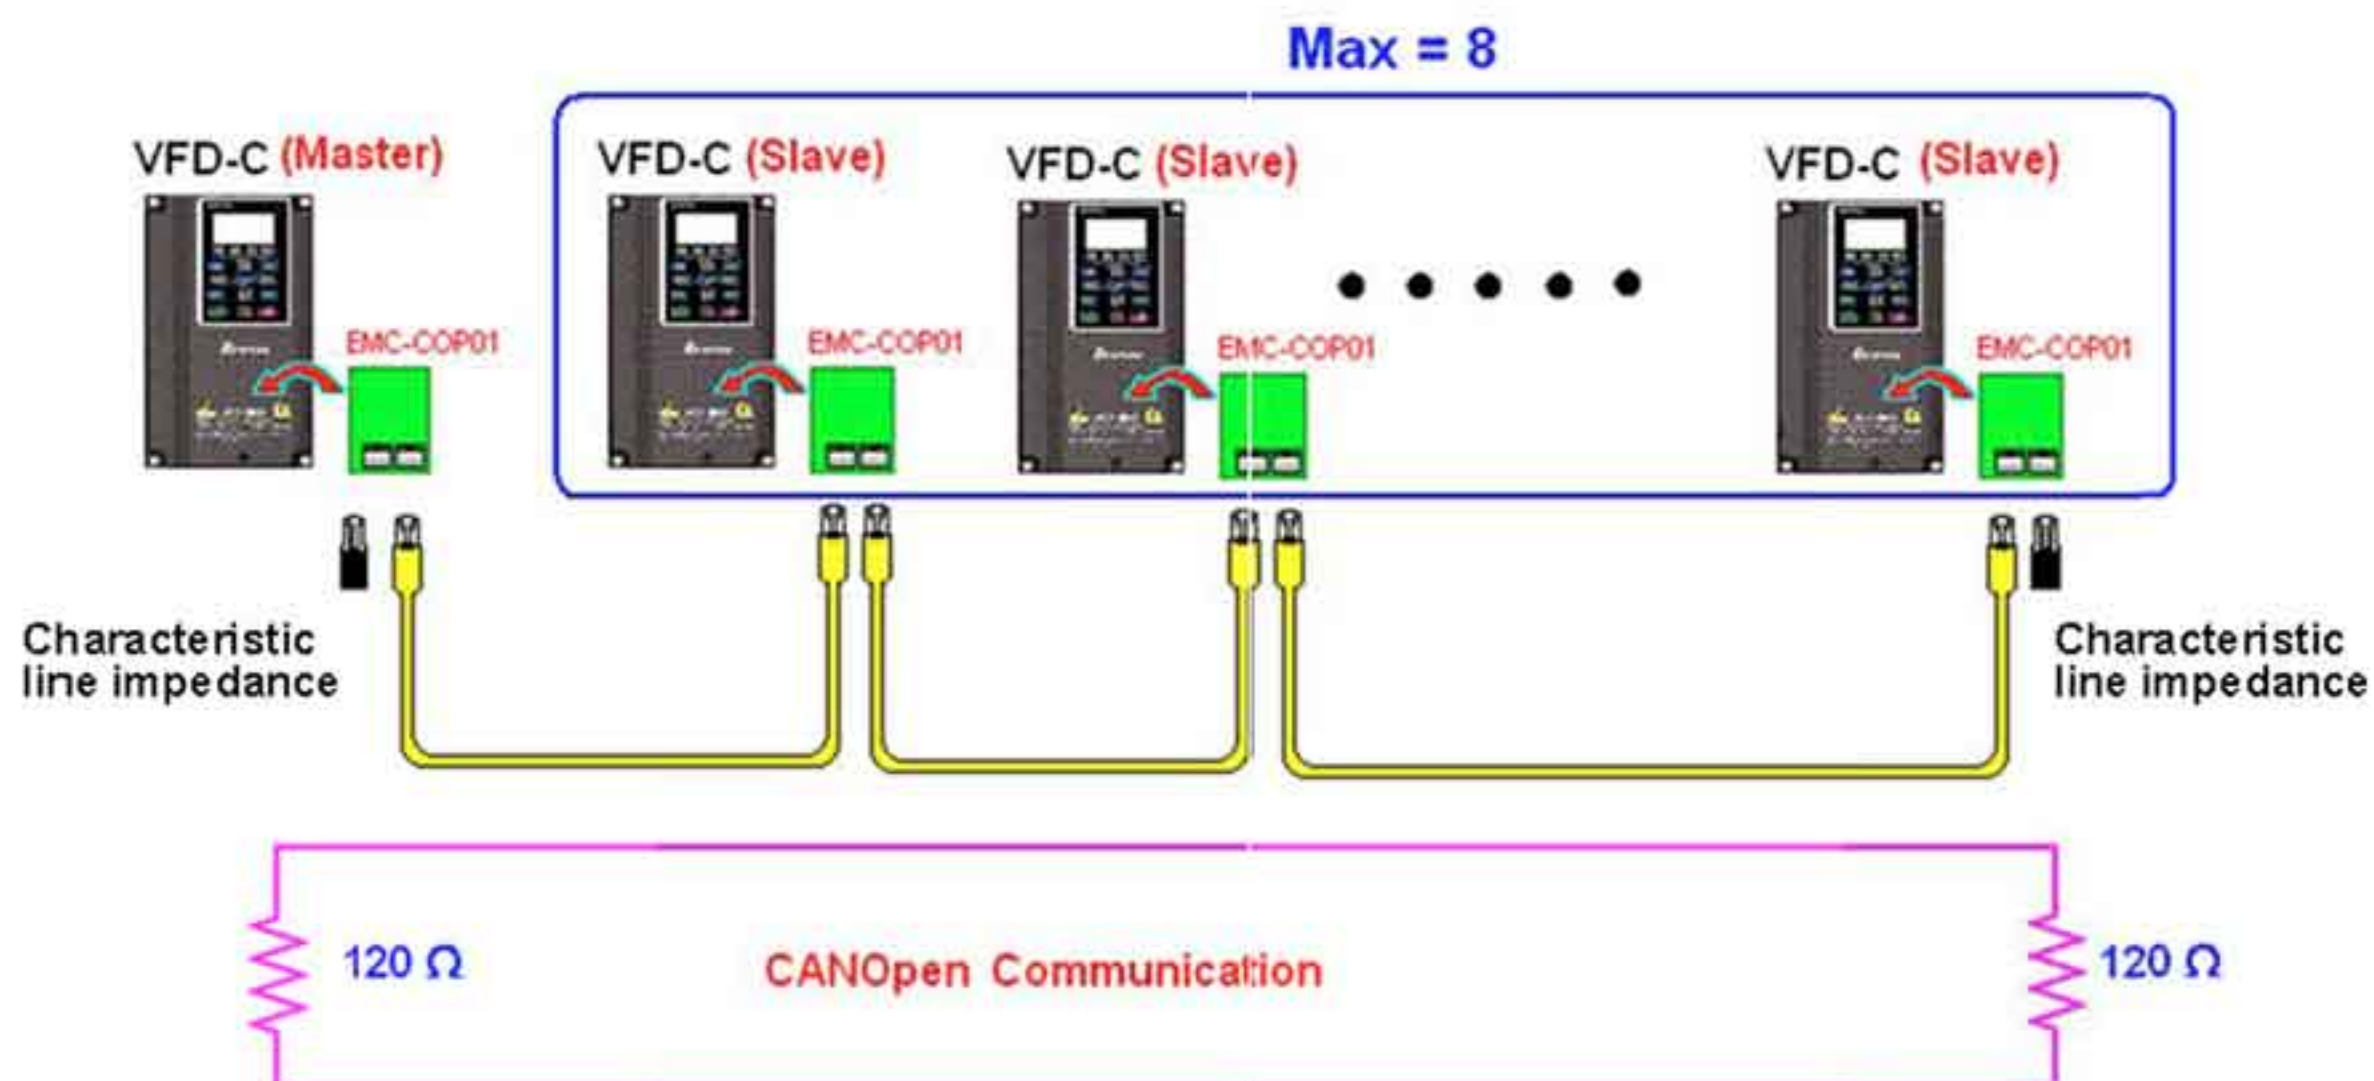 Max = 8
VFD-C (Master)
VFD-C (Slave)
VFD-C (Slave)
VFD-C (Slave)
EMC-COP01
EMC-COP01
EMC-COP01
EMC-COP01
Characteristic
line impedance
Characteristic
line impedance
120 Ω
CANOpen Communication
120 Ω